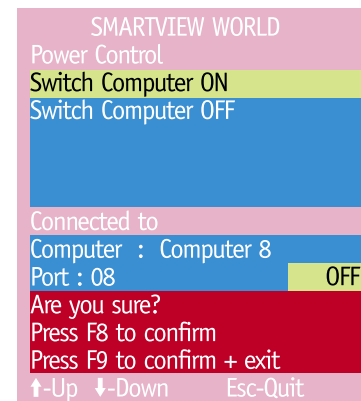 SMARTVIEW WORLD
Power Control
Switch Computer ON
Switch Computer OFF
Connected to
Computer : Computer 8
Port : 08 OFF
Are you sure?
Press F8 to confirm
Press F9 to confirm + exit
⬆-Up ⬇-Down Esc-Quit